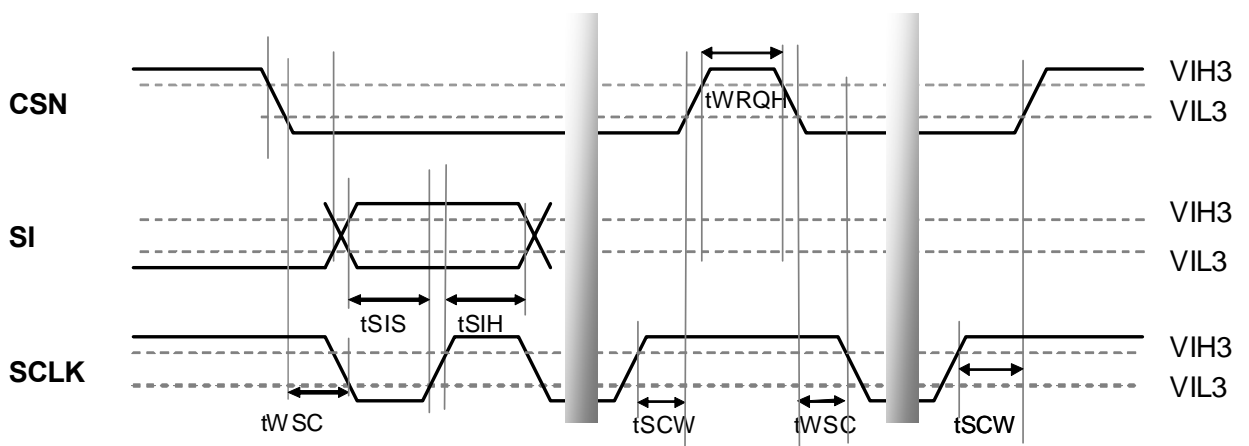 CSN
tWRQH
VIH3
VIL3
SI
VIH3
VIL3
tSIS
tSIH
SCLK
VIH3
VIL3
tWSC
tSCW
tWSC
tSCW